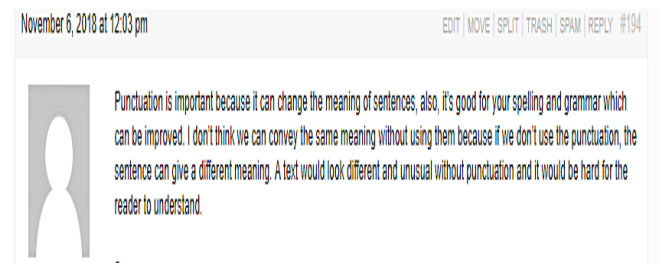 November 6, 2018 at 12:03 pm EDIT | MOVE | SPLIT | TRASH | SPAM | REPLY #194
Punctuation is important because it can change the meaning of sentences, also, it's good for your spelling and grammar which
can be improved. I don't think we can convey the same meaning without using them because if we don't use the punctuation, the
sentence can give a different meaning. A text would look different and unusual without punctuation and it would be hard for the
reader to understand.